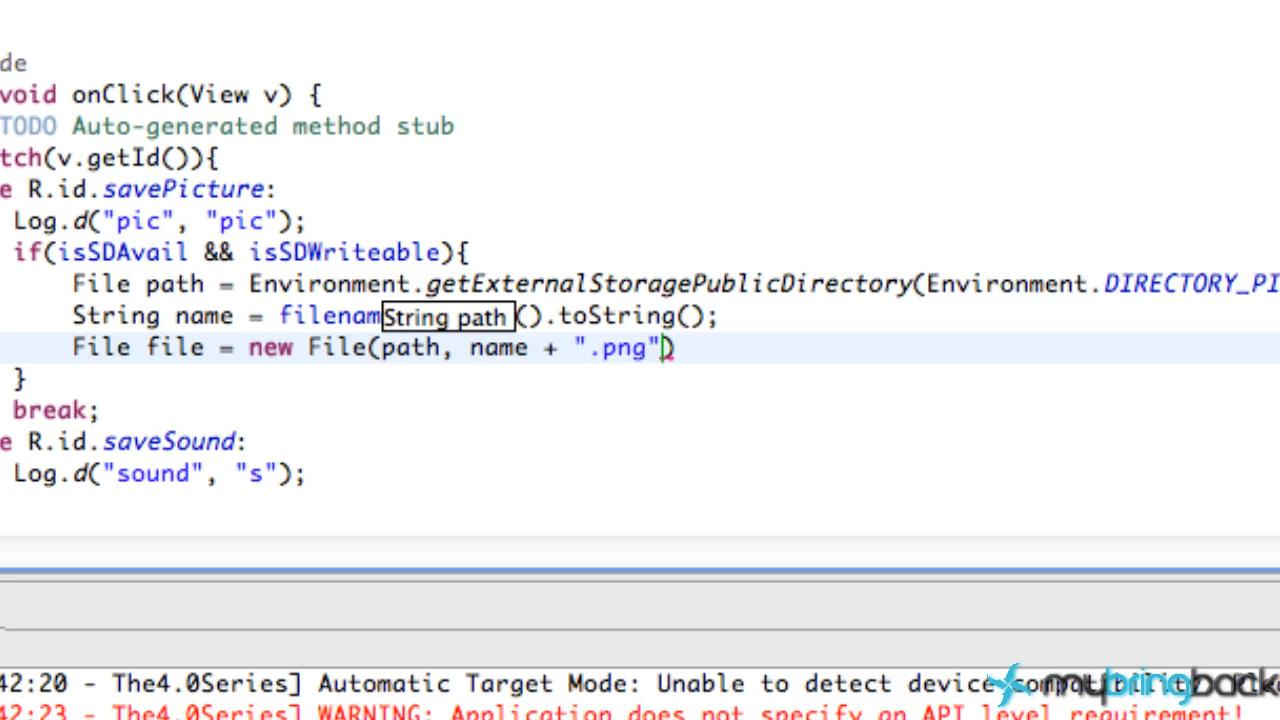 de
void onClick(View v) {
TODO Auto-generated method stub
tch(v.getId()){
e R.id.savePicture:
Log.d("pic", "pic");
if(isSDAvail && isSDWriteable){
File path = Environment.getExternalStoragePublicDirectory(Environment.DIRECTORY_PI
String name = filenam String path ().toString();
File file = new File(path, name + ".png")
}
break;
e R.id.saveSound:
Log.d("sound", "s");
42:20 - The4.0Series] Automatic Target Mode: Unable to detect device
mybringback
42:23 - The4.0Series] WARNING: Application does not specify an API level requirement!